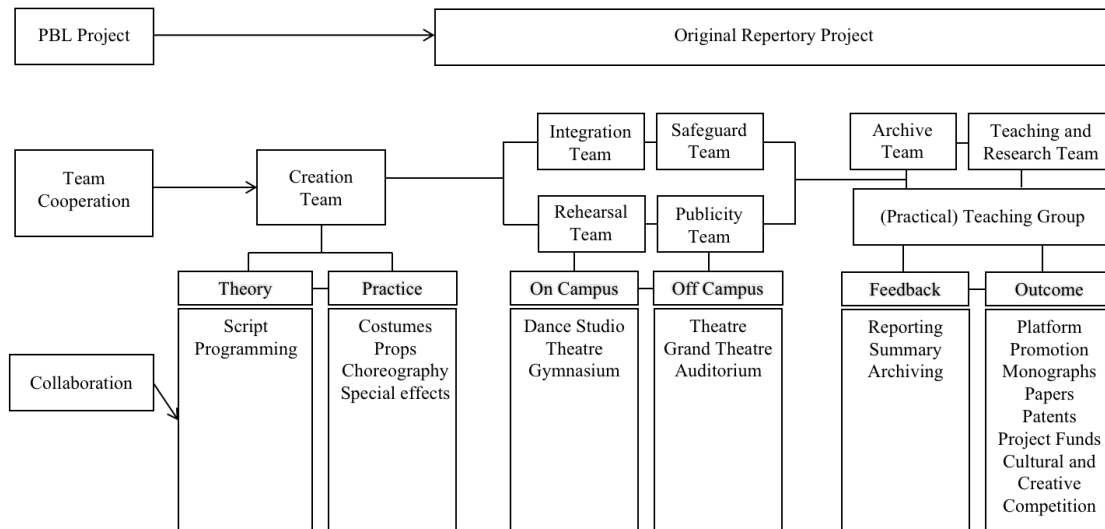 PBL Project
Original Repertory Project
Team
Cooperation
Creation
Team
Integration
Team
Safeguard
Team
Rehearsal
Team
Publicity
Team
Archive
Team
Teaching and
Research Team
(Practical) Teaching Group
Theory
Practice
On Campus
Off Campus
Feedback
Outcome
Collaboration
Script
Programming
Costumes
Props
Choreography
Special effects
Dance Studio
Theatre
Gymnasium
Theatre
Grand Theatre
Auditorium
Reporting
Summary
Archiving
Platform
Promotion
Monographs
Papers
Patents
Project Funds
Cultural and
Creative
Competition